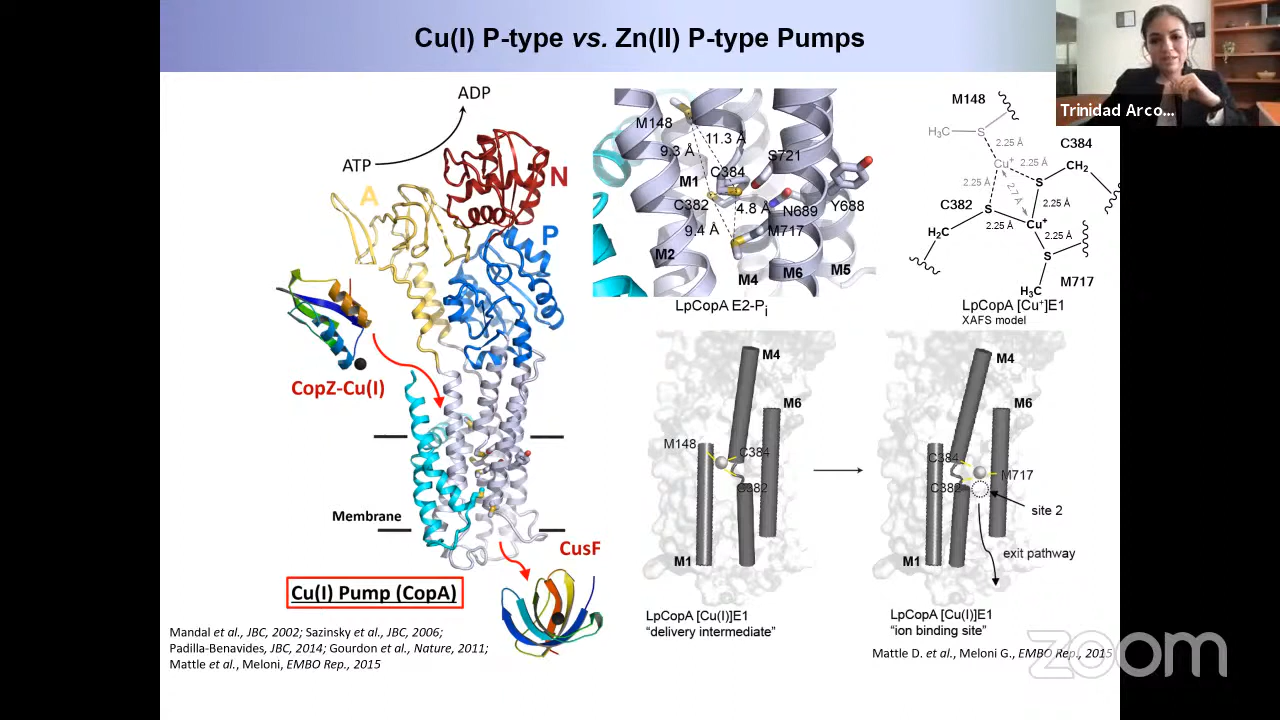 Cu(I) P-type vs. Zn(II) P-type Pumps
Trinidad Arco...
ADP
ATP
A
N
P
CopZ-Cu(I)
Membrane
CusF
Cu(I) Pump (CopA)
Mandal et al., JBC, 2002; Sazinsky et al., JBC, 2006;
Padilla-Benavides, JBC, 2014; Gourdon et al., Nature, 2011;
Mattle et al., Meloni, EMBO Rep., 2015
M148
11.3 Å
9.3 Å
S721
C384
M1
C382
4.8 Å
N689
Y688
9.4 Å
M717
M2
M4
M6
M5
LpCopA E2-Pi
M148
H3C
S
2.25 Å
C384
Cu+
2.25 Å
CH2
2.25 Å
S
2.7 Å
C382
S
2.25 Å
H2C
2.25 Å
Cu+
2.25 Å
S
M717
H3C
LpCopA [Cu+]E1
XAFS model
M4
M6
M148
C384
C382
M1
LpCopA [Cu(I)]E1
“delivery intermediate”
M4
M6
C384
M717
C382
site 2
exit pathway
M1
LpCopA [Cu(I)]E1
“ion binding site”
Mattle D. et al., Meloni G., EMBO Rep., 2015
zoom